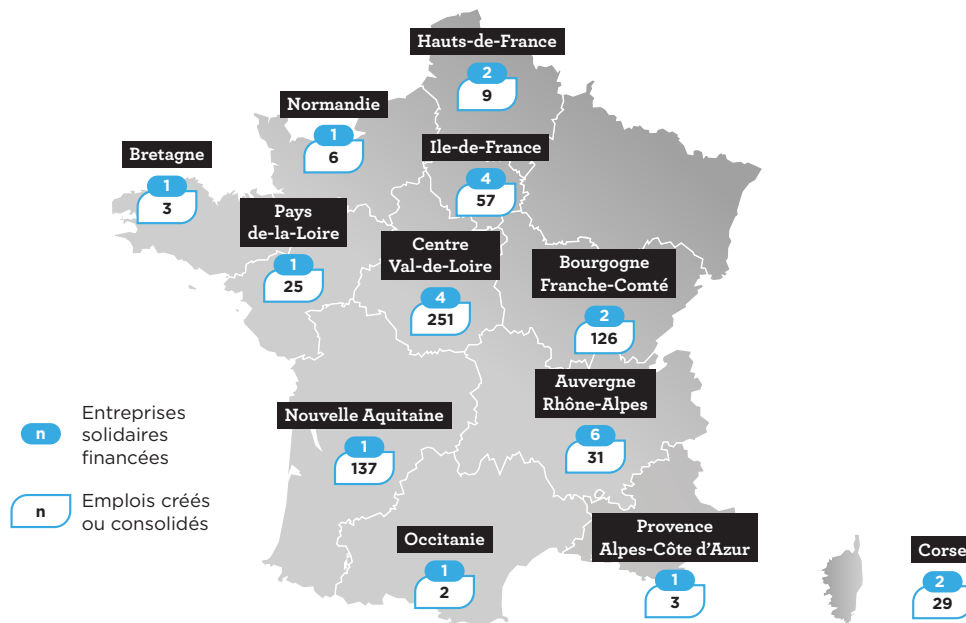 Hauts-de-France
2
9
Normandie
1
6
Ile-de-France
4
57
Bretagne
1
3
Pays
de-la-Loire
1
25
Centre
Val-de-Loire
4
251
Bourgogne
Franche-Comté
2
126
Auvergne
Rhône-Alpes
6
31
Nouvelle Aquitaine
1
137
n
Entreprises
solidaires
financées
n
Emplois créés
ou consolidés
Occitanie
1
2
Provence
Alpes-Côte d'Azur
1
3
Corse
2
29